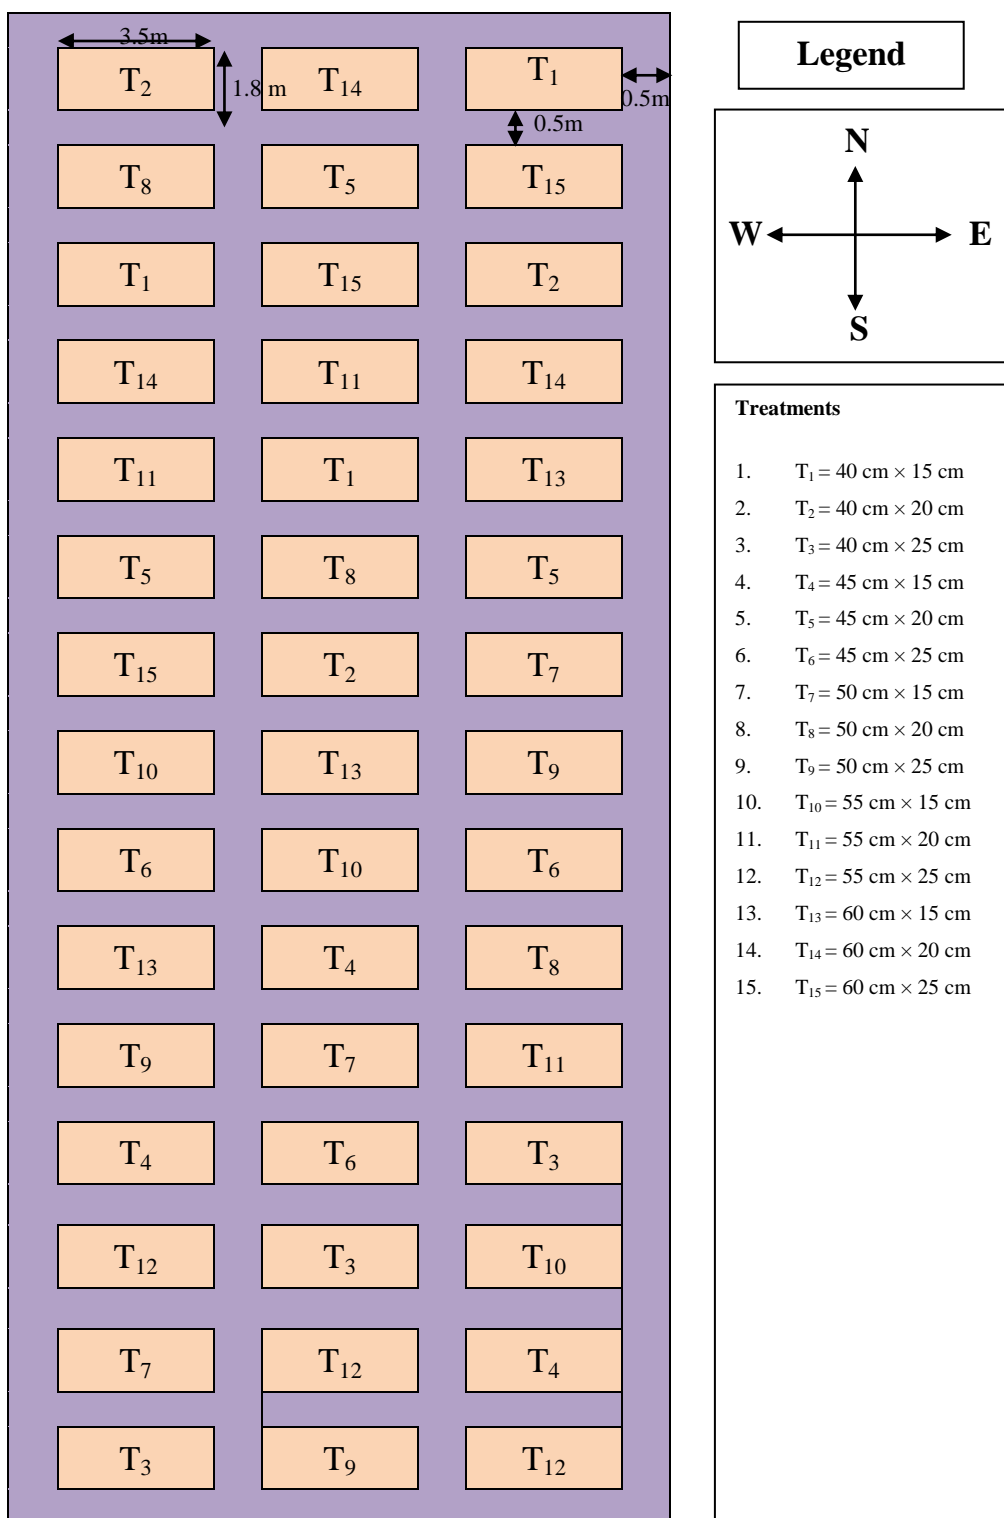 3.5m
T₂ 1.8 m T₁₄ T₁ 0.5m
0.5m
T₈ T₅ T₁₅
T₁ T₁₅ T₂
T₁₄ T₁₁ T₁₄
T₁₁ T₁ T₁₃
T₅ T₈ T₅
T₁₅ T₂ T₇
T₁₀ T₁₃ T₉
T₆ T₁₀ T₆
T₁₃ T₄ T₈
T₉ T₇ T₁₁
T₄ T₆ T₃
T₁₂ T₃ T₁₀
T₇ T₁₂ T₄
T₃ T₉ T₁₂
Legend
N
W E
S
Treatments
1. T₁ = 40 cm × 15 cm
2. T₂ = 40 cm × 20 cm
3. T₃ = 40 cm × 25 cm
4. T₄ = 45 cm × 15 cm
5. T₅ = 45 cm × 20 cm
6. T₆ = 45 cm × 25 cm
7. T₇ = 50 cm × 15 cm
8. T₈ = 50 cm × 20 cm
9. T₉ = 50 cm × 25 cm
10. T₁₀ = 55 cm × 15 cm
11. T₁₁ = 55 cm × 20 cm
12. T₁₂ = 55 cm × 25 cm
13. T₁₃ = 60 cm × 15 cm
14. T₁₄ = 60 cm × 20 cm
15. T₁₅ = 60 cm × 25 cm